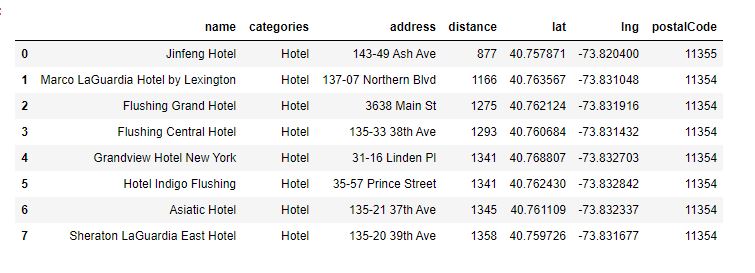 name categories address distance lat lng postalCode
0 Jinfeng Hotel Hotel 143-49 Ash Ave 877 40.757871 -73.820400 11355
1 Marco LaGuardia Hotel by Lexington Hotel 137-07 Northern Blvd 1166 40.763567 -73.831048 11354
2 Flushing Grand Hotel Hotel 3638 Main St 1275 40.762124 -73.831916 11354
3 Flushing Central Hotel Hotel 135-33 38th Ave 1293 40.760684 -73.831432 11354
4 Grandview Hotel New York Hotel 31-16 Linden Pl 1341 40.768807 -73.832703 11354
5 Hotel Indigo Flushing Hotel 35-57 Prince Street 1341 40.762430 -73.832842 11354
6 Asiatic Hotel Hotel 135-21 37th Ave 1345 40.761109 -73.832337 11354
7 Sheraton LaGuardia East Hotel Hotel 135-20 39th Ave 1358 40.759726 -73.831677 11354